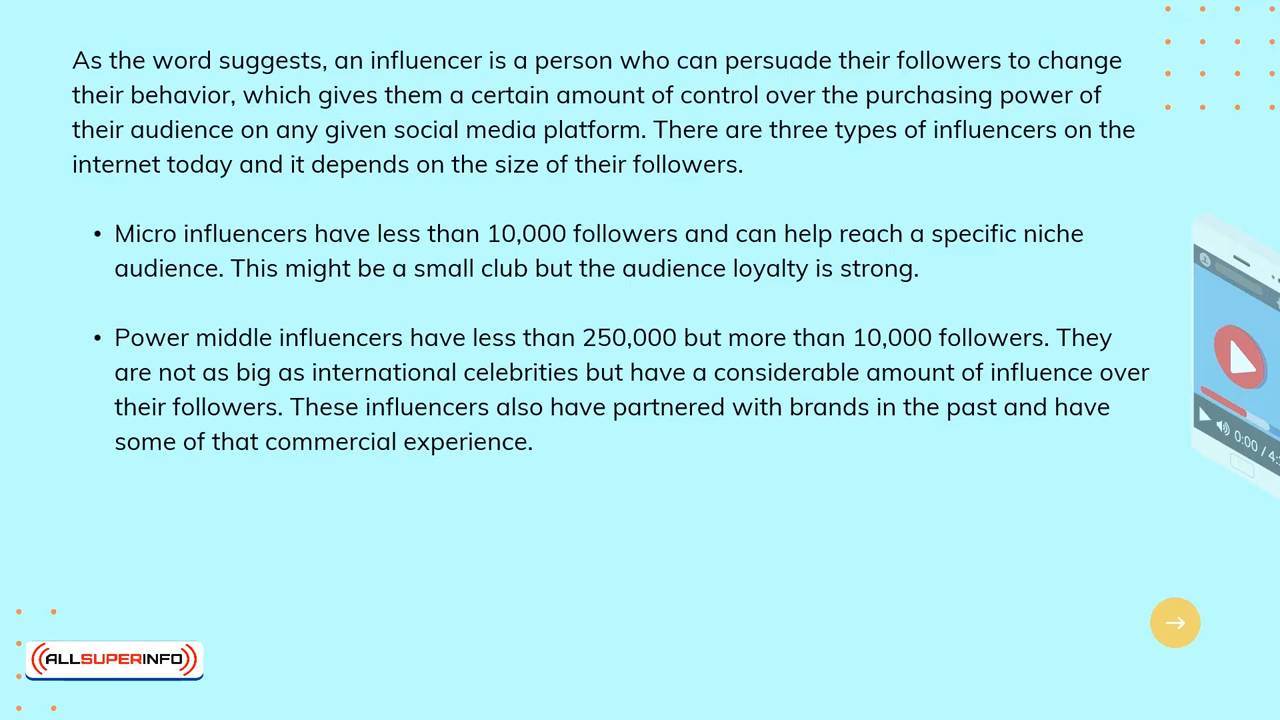 As the word suggests, an influencer is a person who can persuade their followers to change
their behavior, which gives them a certain amount of control over the purchasing power of
their audience on any given social media platform. There are three types of influencers on the
internet today and it depends on the size of their followers.
• Micro influencers have less than 10,000 followers and can help reach a specific niche
audience. This might be a small club but the audience loyalty is strong.
• Power middle influencers have less than 250,000 but more than 10,000 followers. They
are not as big as international celebrities but have a considerable amount of influence over
their followers. These influencers also have partnered with brands in the past and have
some of that commercial experience.
0:00 / 4:
ALLSUPERINFO